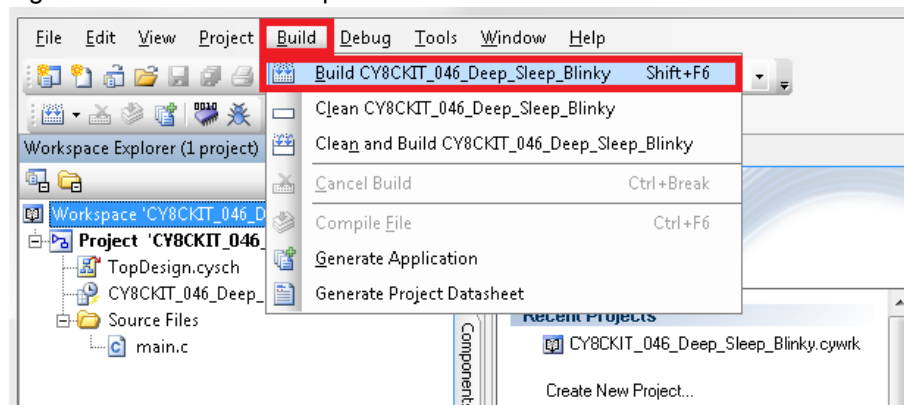 File Edit View Project Build Debug Tools Window Help
Build CY8CKIT_046_Deep_Sleep_Blinky Shift+F6
Clean CY8CKIT_046_Deep_Sleep_Blinky
Clean and Build CY8CKIT_046_Deep_Sleep_Blinky
Workspace Explorer (1 project)
Cancel Build Ctrl+Break
Workspace 'CY8CKIT_046_D
Compile File Ctrl+F6
Project 'CY8CKIT_046_
Generate Application
TopDesign.cysch
CY8CKIT_046_Deep_
Generate Project Datasheet
Source Files
Recent Projects
main.c
Components
CY8CKIT_046_Deep_Sleep_Blinky.cywrk
Create New Project...